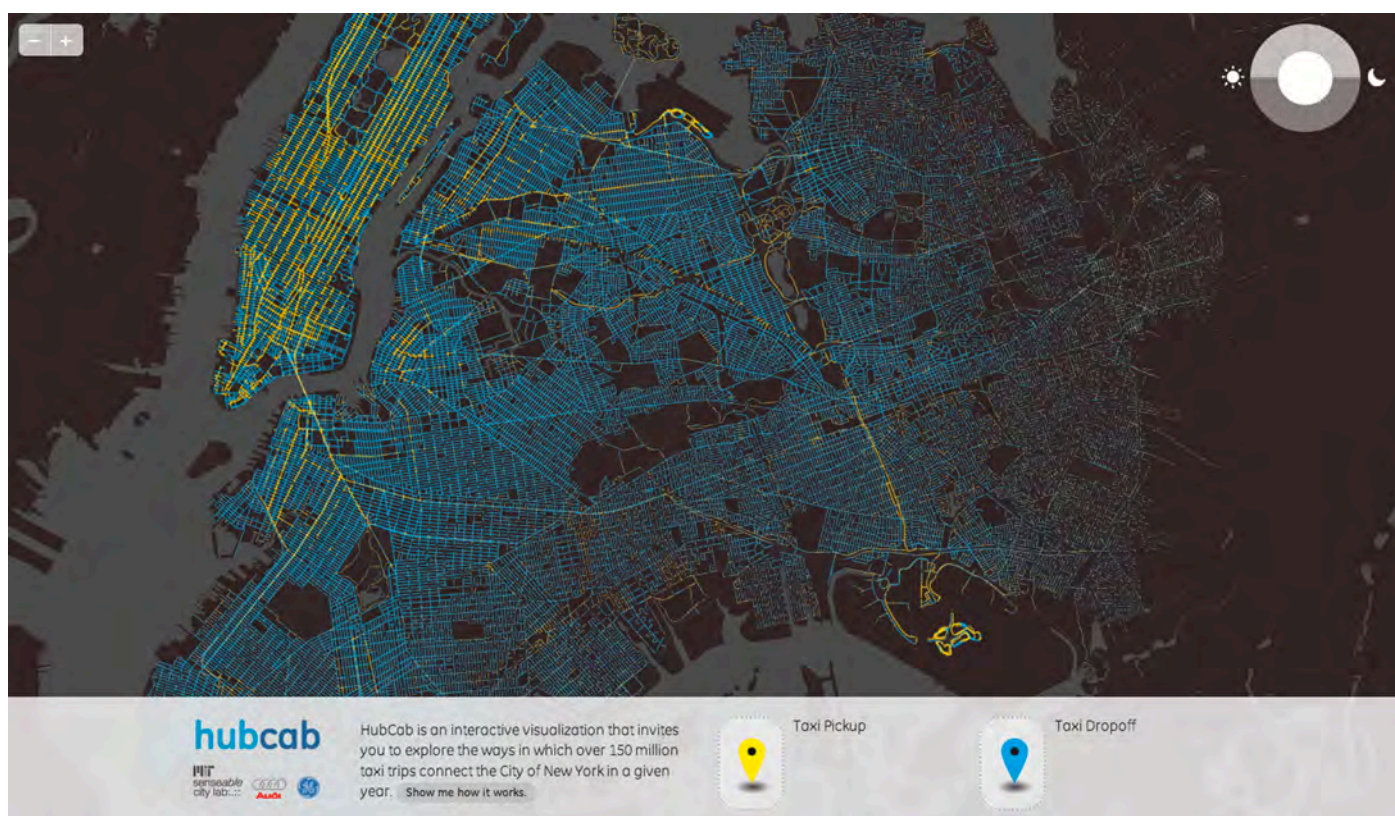 − +
hubcab
MIT
senseable
city lab:.::
Audi
HubCab is an interactive visualization that invites
you to explore the ways in which over 150 million
taxi trips connect the City of New York in a given
year. Show me how it works.
Taxi Pickup
Taxi Dropoff